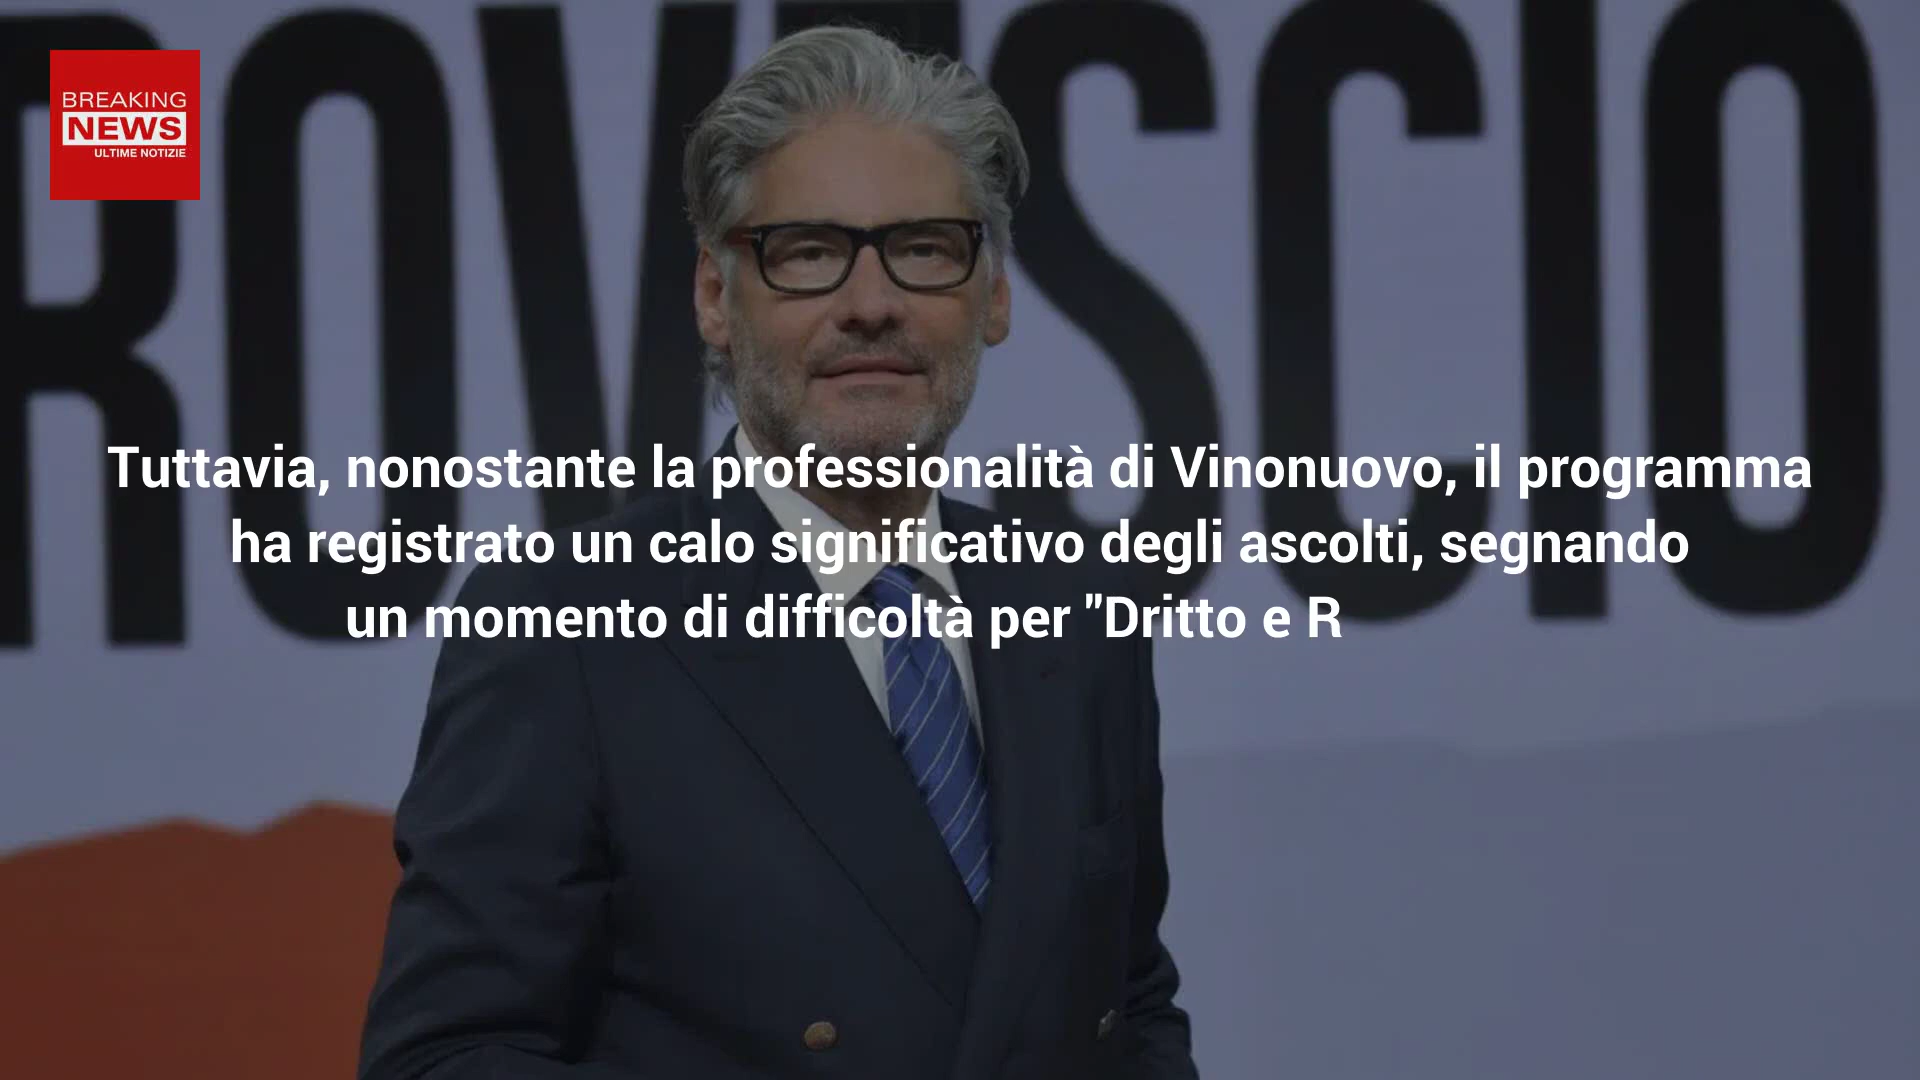 ROVESCIO
BREAKING
NEWS
ULTIME NOTIZIE
Tuttavia, nonostante la professionalità di Vinonuovo, il programma
ha registrato un calo significativo degli ascolti, segnando
un momento di difficoltà per "Dritto e R